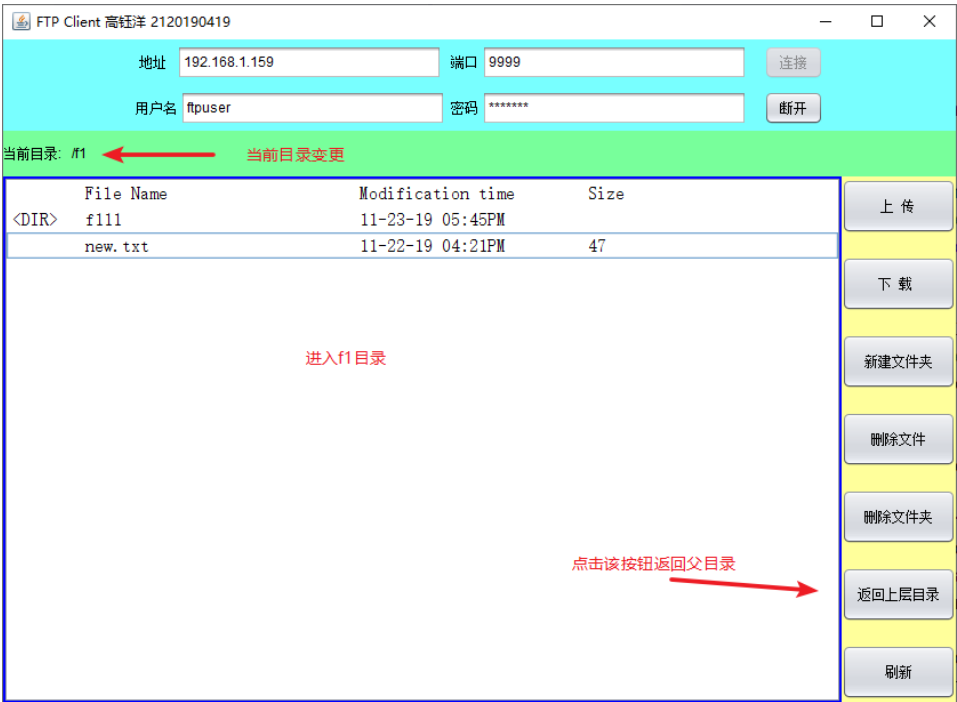 FTP Client 高钰洋 2120190419
地址 192.168.1.159 端口 9999 连接
用户名 ftpuser 密码 ******* 断开
当前目录: /f1 当前目录变更
File Name Modification time Size
<DIR> f111 11-23-19 05:45PM
new.txt 11-22-19 04:21PM 47
上 传
下 载
进入f1目录
新建文件夹
删除文件
删除文件夹
点击该按钮返回父目录
返回上层目录
刷新